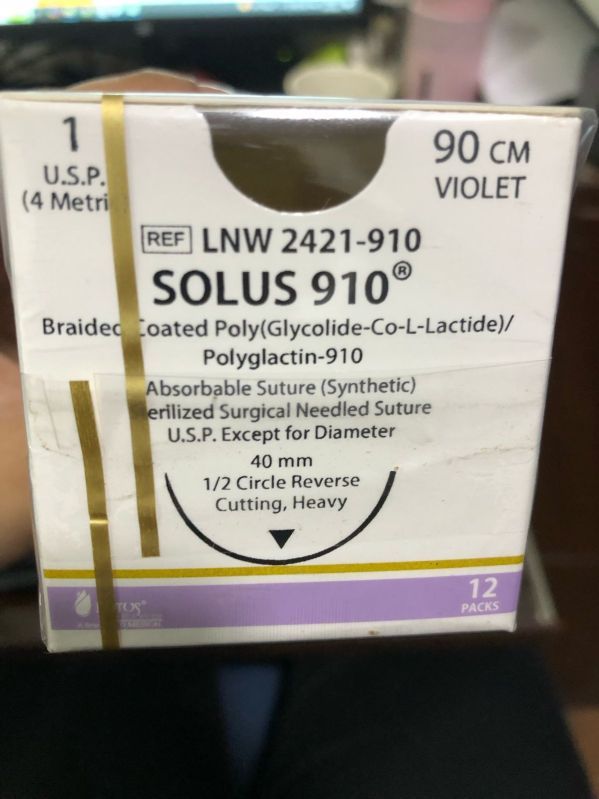 1
U.S.P.
(4 Metri
90 CM
VIOLET
REF LNW 2421-910
SOLUS 910®
Braided Coated Poly(Glycolide-Co-L-Lactide)/
Polyglactin-910
Absorbable Suture (Synthetic)
erilized Surgical Needled Suture
U.S.P. Except for Diameter
40 mm
1/2 Circle Reverse
Cutting, Heavy
12
PACKS